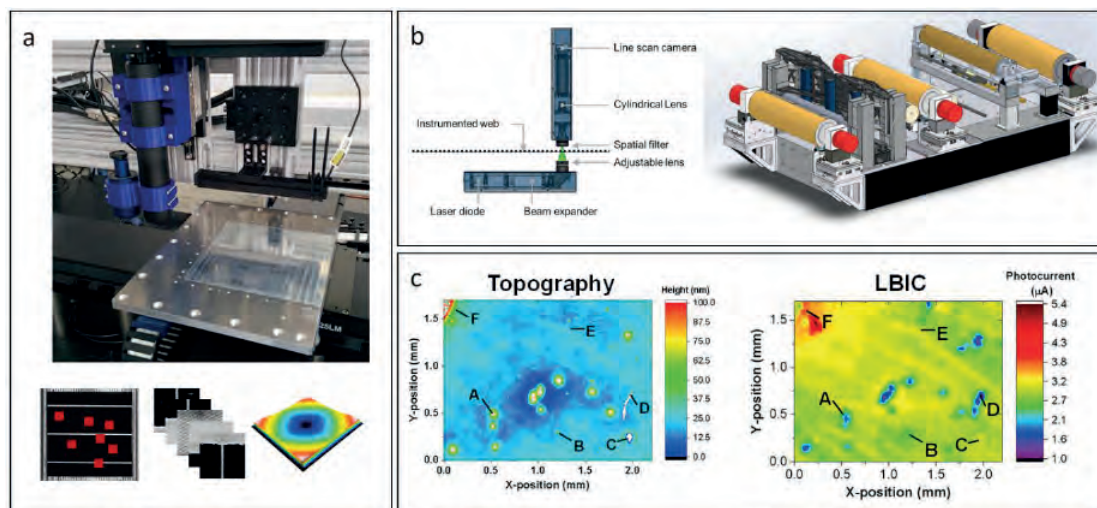 a
25LM
b
Line scan camera
Cylindrical Lens
Instrumented web
Spatial filter
Adjustable lens
Laser diode
Beam expander
c
Topography
Height (nm)
100.0
87.5
75.0
62.5
50.0
37.5
25.0
12.5
0.0
Y-position (mm)
1.5
1.0
0.5
0.0
0.0
0.5
1.0
1.5
2.0
X-position (mm)
A
B
C
D
E
F
LBIC
Photocurrent
(µA)
5.4
4.9
4.3
3.8
3.2
2.7
2.1
1.6
1.0
Y-position (mm)
1.5
1.0
0.5
0.0
0.0
0.5
1.0
1.5
2.0
X-position (mm)
A
B
C
D
E
F